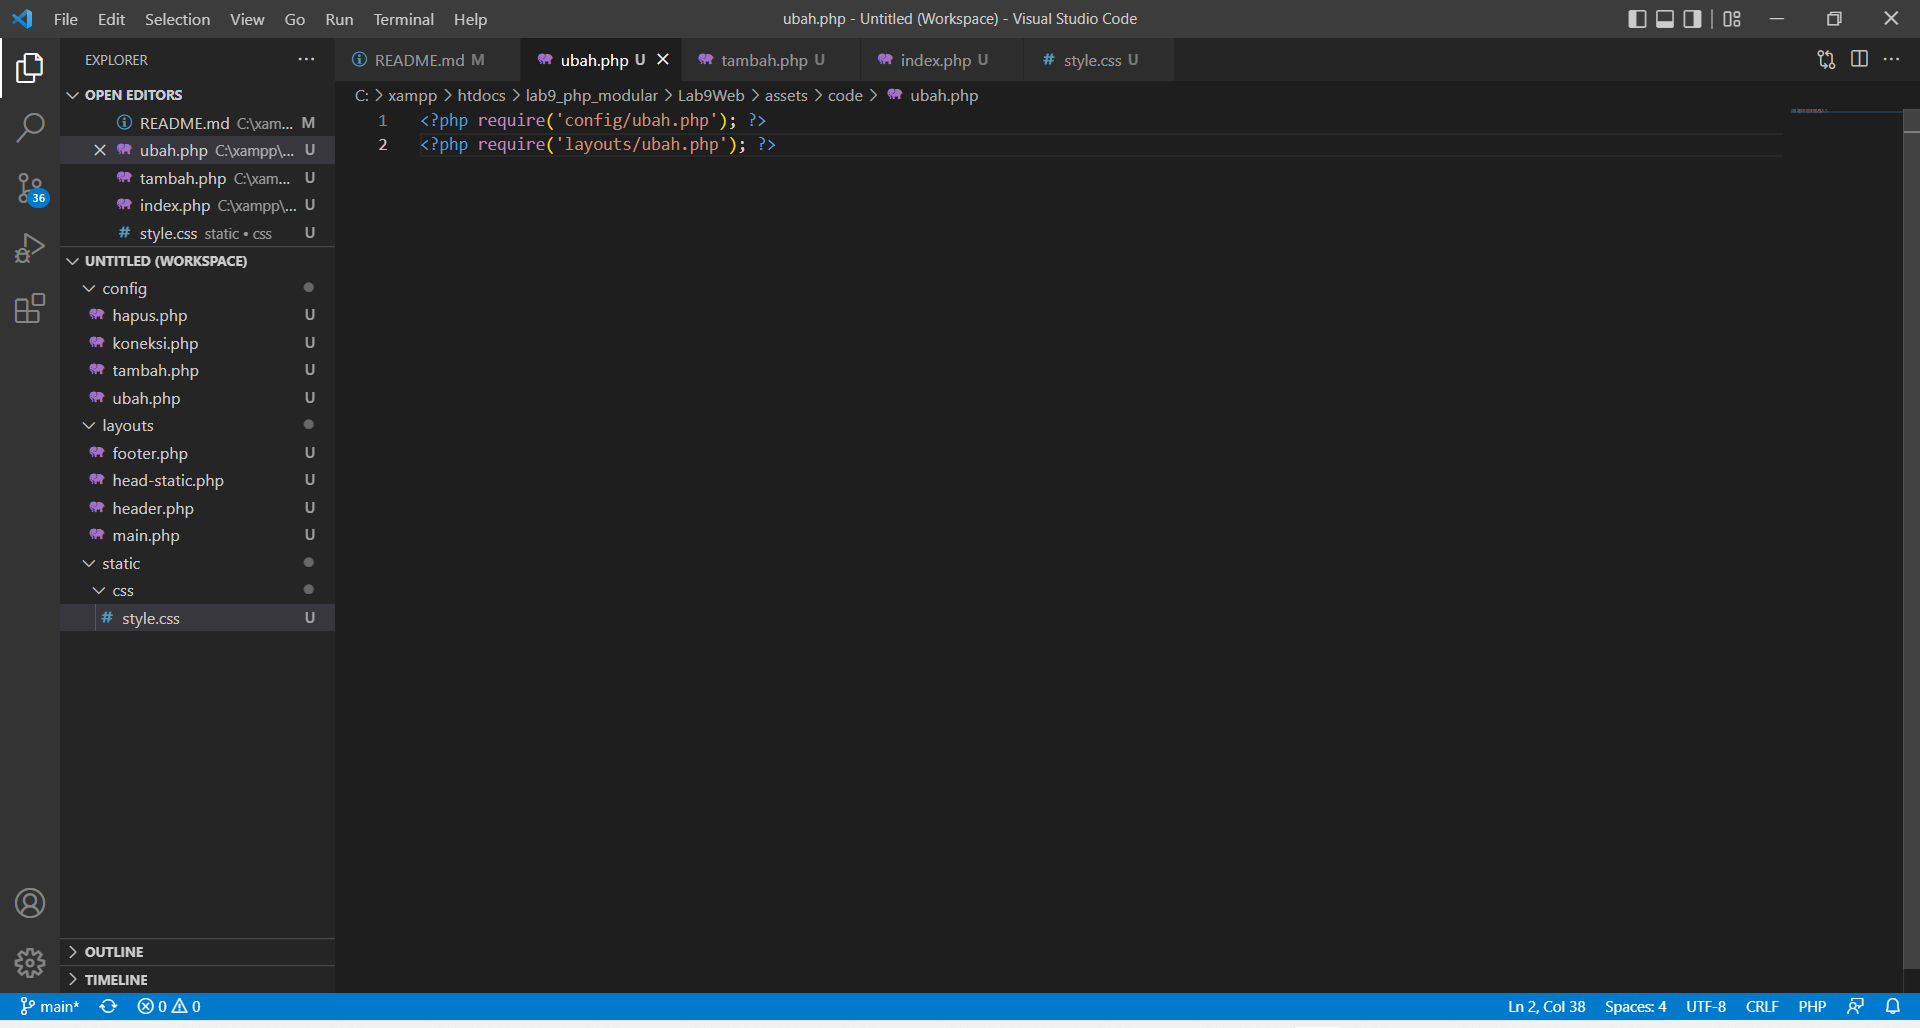 File Edit Selection View Go Run Terminal Help
ubah.php - Untitled (Workspace) - Visual Studio Code
EXPLORER
OPEN EDITORS
README.md C:\xam... M
ubah.php C:\xampp\... U
tambah.php C:\xam... U
index.php C:\xampp\... U
style.css static • css U
UNTITLED (WORKSPACE)
config
hapus.php U
koneksi.php U
tambah.php U
ubah.php U
layouts
footer.php U
head-static.php U
header.php U
main.php U
static
css
# style.css U
36
OUTLINE
TIMELINE
README.md M ubah.php U tambah.php U index.php U # style.css U
C: > xampp > htdocs > lab9_php_modular > Lab9Web > assets > code > ubah.php
1 <?php require('config/ubah.php'); ?>
2 <?php require('layouts/ubah.php'); ?>
main* 0 0 Ln 2, Col 38 Spaces: 4 UTF-8 CRLF PHP